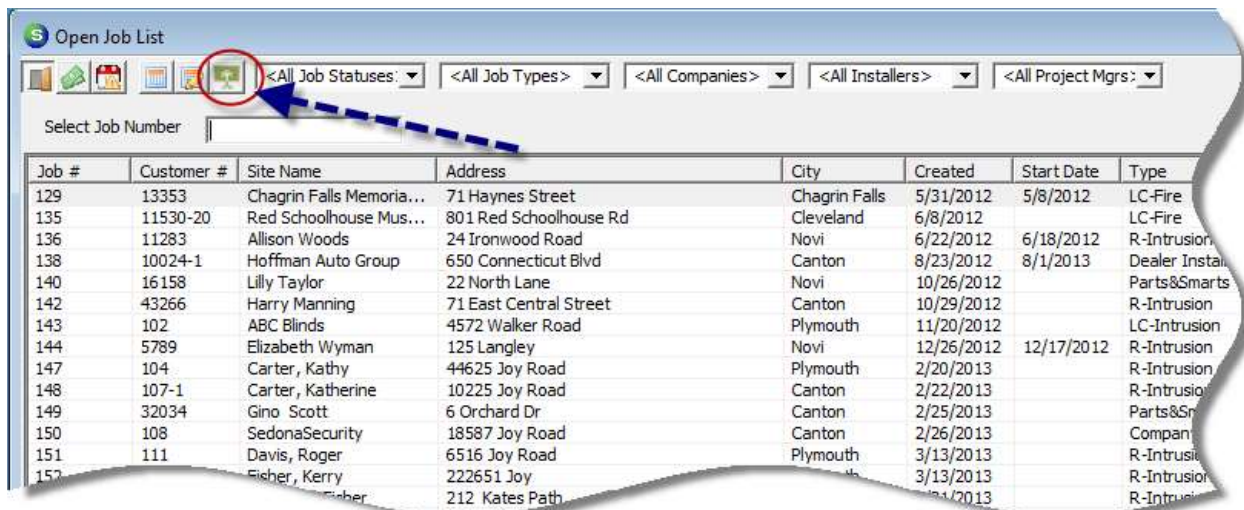 S Open Job List
<All Job Statuses: <All Job Types> <All Companies> <All Installers> <All Project Mgrs:
Select Job Number
Job # Customer # Site Name Address City Created Start Date Type
129 13353 Chagrin Falls Memoria... 71 Haynes Street Chagrin Falls 5/31/2012 5/8/2012 LC-Fire
135 11530-20 Red Schoolhouse Mus... 801 Red Schoolhouse Rd Cleveland 6/8/2012 LC-Fire
136 11283 Allison Woods 24 Ironwood Road Novi 6/22/2012 6/18/2012 R-Intrusion
138 10024-1 Hoffman Auto Group 650 Connecticut Blvd Canton 8/23/2012 8/1/2013 Dealer Instal
140 16158 Lilly Taylor 22 North Lane Novi 10/26/2012 Parts&Smarts
142 43266 Harry Manning 71 East Central Street Canton 10/29/2012 R-Intrusion
143 102 ABC Blinds 4572 Walker Road Plymouth 11/20/2012 LC-Intrusion
144 5789 Elizabeth Wyman 125 Langley Novi 12/26/2012 12/17/2012 R-Intrusion
147 104 Carter, Kathy 44625 Joy Road Plymouth 2/20/2013 R-Intrusion
148 107-1 Carter, Katherine 10225 Joy Road Canton 2/22/2013 R-Intrusion
149 32034 Gino Scott 6 Orchard Dr Canton 2/25/2013
150 108 SedonaSecurity 18587 Joy Road Canton 2/26/2013
151 111 Davis, Roger 6516 Joy Road Plymouth 3/13/2013
Fisher, Kerry 222651 Joy 3/13/2013 R-Intrusion
Fisher 212 Kates Path